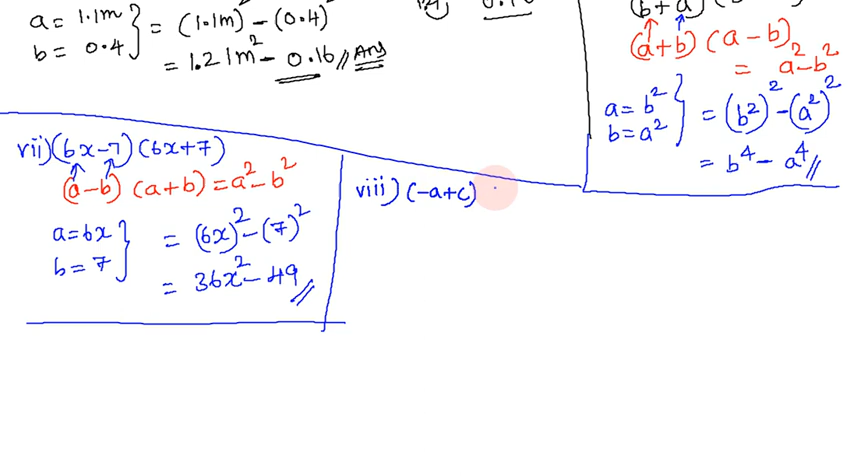 a = 1.1m
b = 0.4
= (1.1m) - (0.4)²
= 1.21m² - 0.16 // Ans
(b + a) (
(a+b) (a-b)
= a² - b²
a = b²
b = a²
= (b²)² - (a²)²
= b⁴ - a⁴ //
vii) (6x-7) (6x+7)
(a-b) (a+b) = a² - b²
a = 6x
b = 7
= (6x)² - (7)²
= 36x² - 49 //
viii) (-a+c)